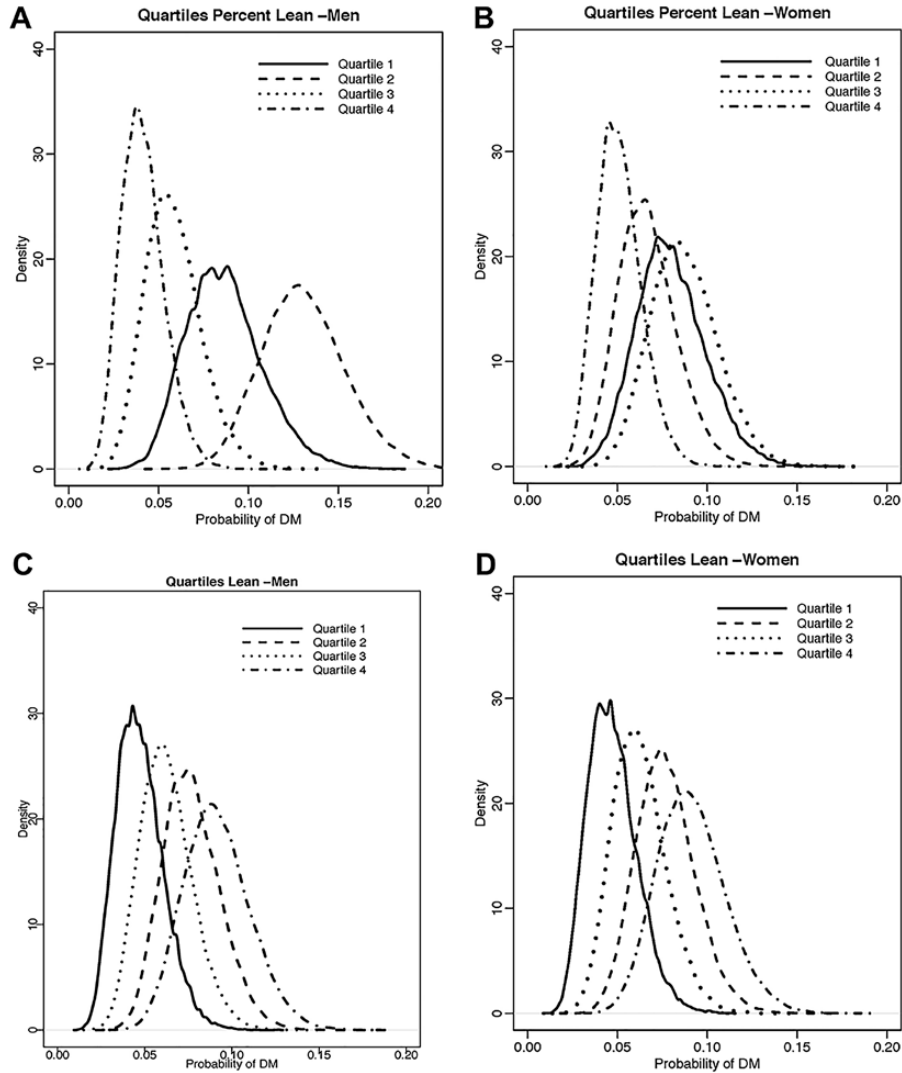 A
Quartiles Percent Lean –Men
40
30
20
10
0
Density
Quartile 1
Quartile 2
Quartile 3
Quartile 4
0.00 0.05 0.10 0.15 0.20
Probability of DM
B
Quartiles Percent Lean –Women
40
30
20
10
0
Density
Quartile 1
Quartile 2
Quartile 3
Quartile 4
0.00 0.05 0.10 0.15 0.20
Probability of DM
C
Quartiles Lean –Men
40
30
20
10
0
Density
Quartile 1
Quartile 2
Quartile 3
Quartile 4
0.00 0.05 0.10 0.15 0.20
Probability of DM
D
Quartiles Lean –Women
40
30
20
10
0
Density
Quartile 1
Quartile 2
Quartile 3
Quartile 4
0.00 0.05 0.10 0.15 0.20
Probability of DM